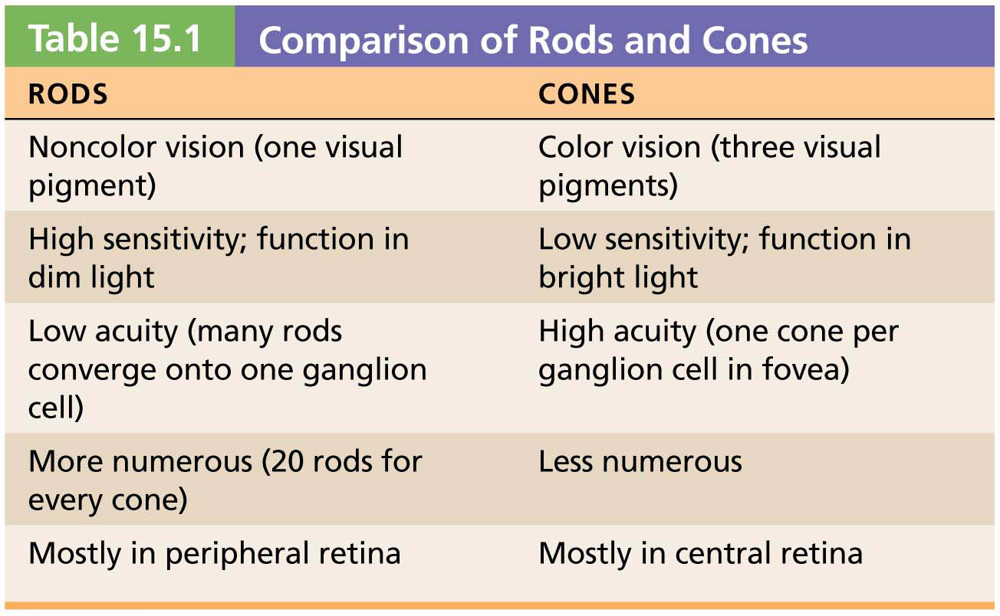 Table 15.1 Comparison of Rods and Cones
RODS CONES
Noncolor vision (one visual
pigment)
Color vision (three visual
pigments)
High sensitivity; function in
dim light
Low sensitivity; function in
bright light
Low acuity (many rods
converge onto one ganglion
cell)
High acuity (one cone per
ganglion cell in fovea)
More numerous (20 rods for
every cone)
Less numerous
Mostly in peripheral retina
Mostly in central retina